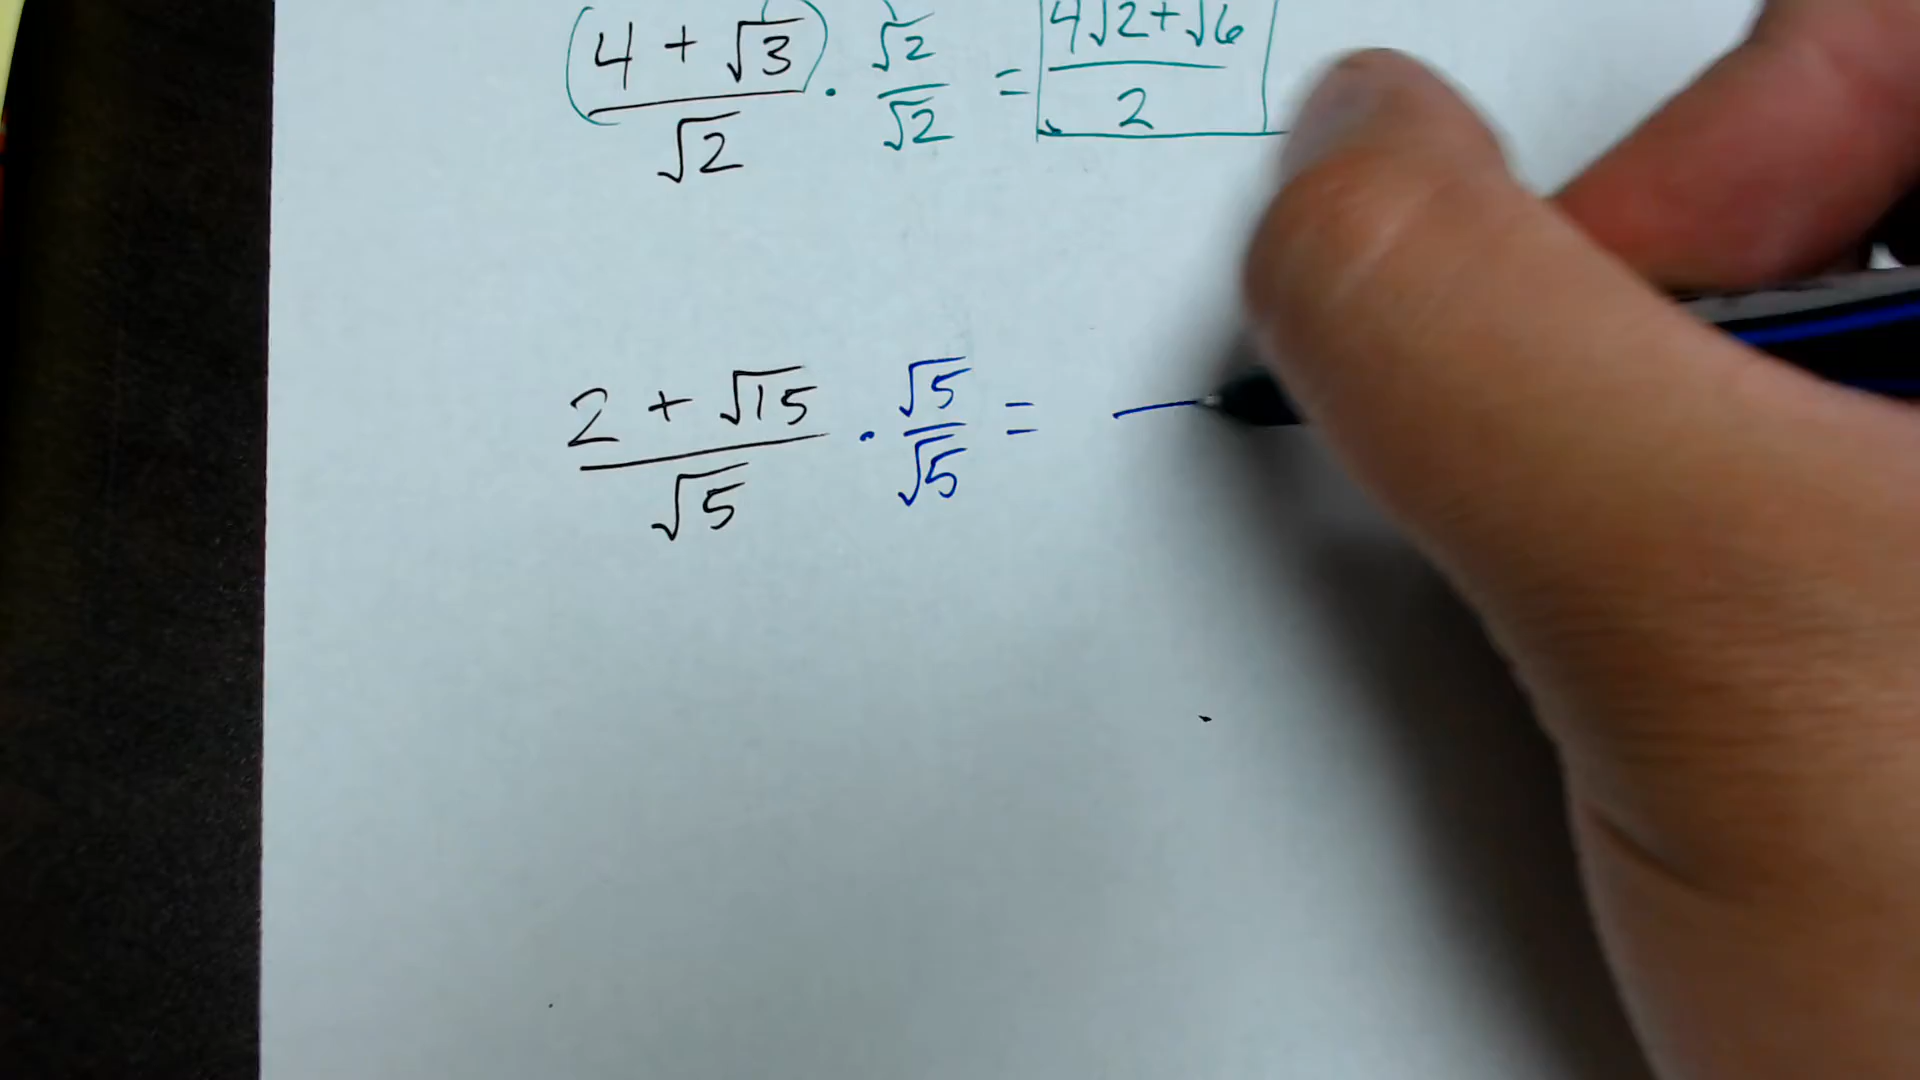 (4 + √3)/√2 · √2/√2 = (4√2+√6)/2
(2 + √15)/√5 · √5/√5 =